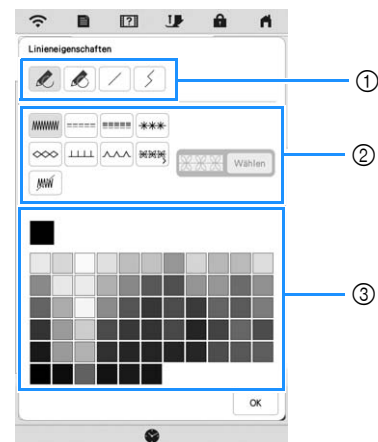 Linieneigenschaften
①
②
Wählen
③
OK